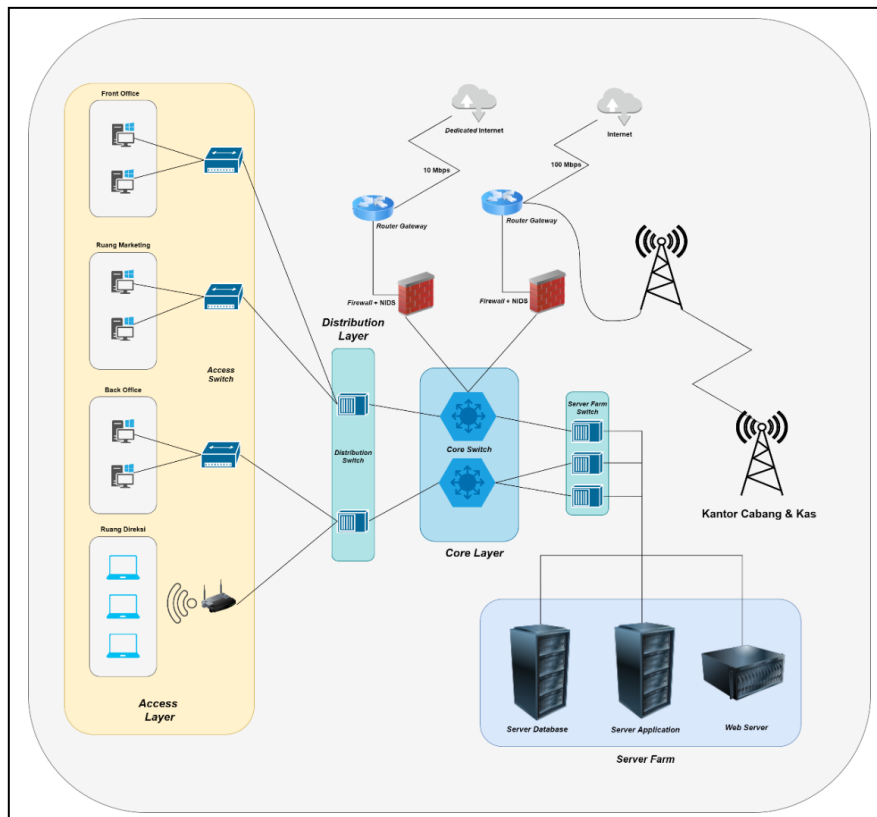 Front Office
Ruang Marketing
Access
Switch
Back Office
Ruang Direksi
Access
Layer
Dedicated Internet
10 Mbps
Router Gateway
Firewall + NIDS
Internet
100 Mbps
Router Gateway
Firewall + NIDS
Distribution
Layer
Distribution
Switch
Core Switch
Core Layer
Server Farm
Switch
Kantor Cabang & Kas
Server Database
Server Application
Web Server
Server Farm